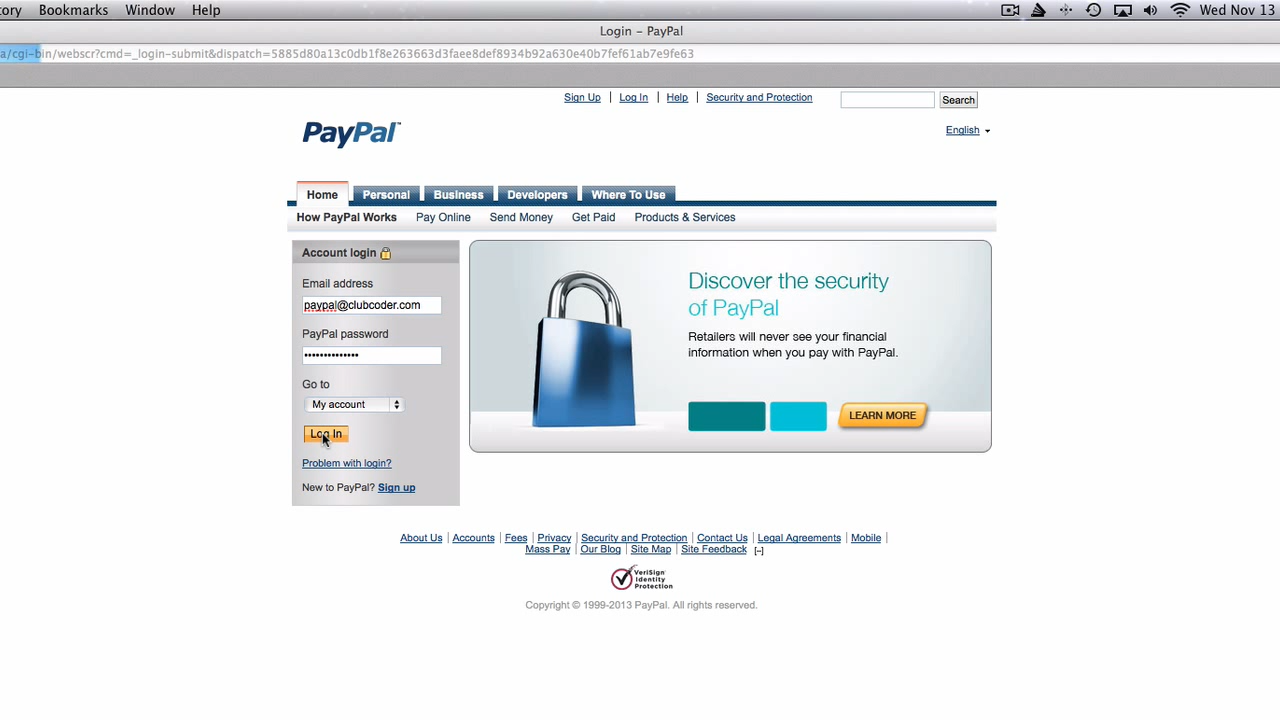 ory Bookmarks Window Help Wed Nov 13
Login – PayPal
a/cgi-bin/webscr?cmd=_login-submit&dispatch=5885d80a13c0db1f8e263663d3faee8def8934b92a630e40b7fef61ab7e9fe63
Sign Up | Log In | Help | Security and Protection Search
PayPal™
English
Home Personal Business Developers Where To Use
How PayPal Works Pay Online Send Money Get Paid Products & Services
Account login
Email address
paypal@clubcoder.com
PayPal password
••••••••••••••
Go to
My account
Log In
Problem with login?
New to PayPal? Sign up
Discover the security
of PayPal
Retailers will never see your financial
information when you pay with PayPal.
LEARN MORE
About Us | Accounts | Fees | Privacy | Security and Protection | Contact Us | Legal Agreements | Mobile |
Mass Pay | Our Blog | Site Map | Site Feedback [–]
VeriSign
Identity
Protection
Copyright © 1999-2013 PayPal. All rights reserved.